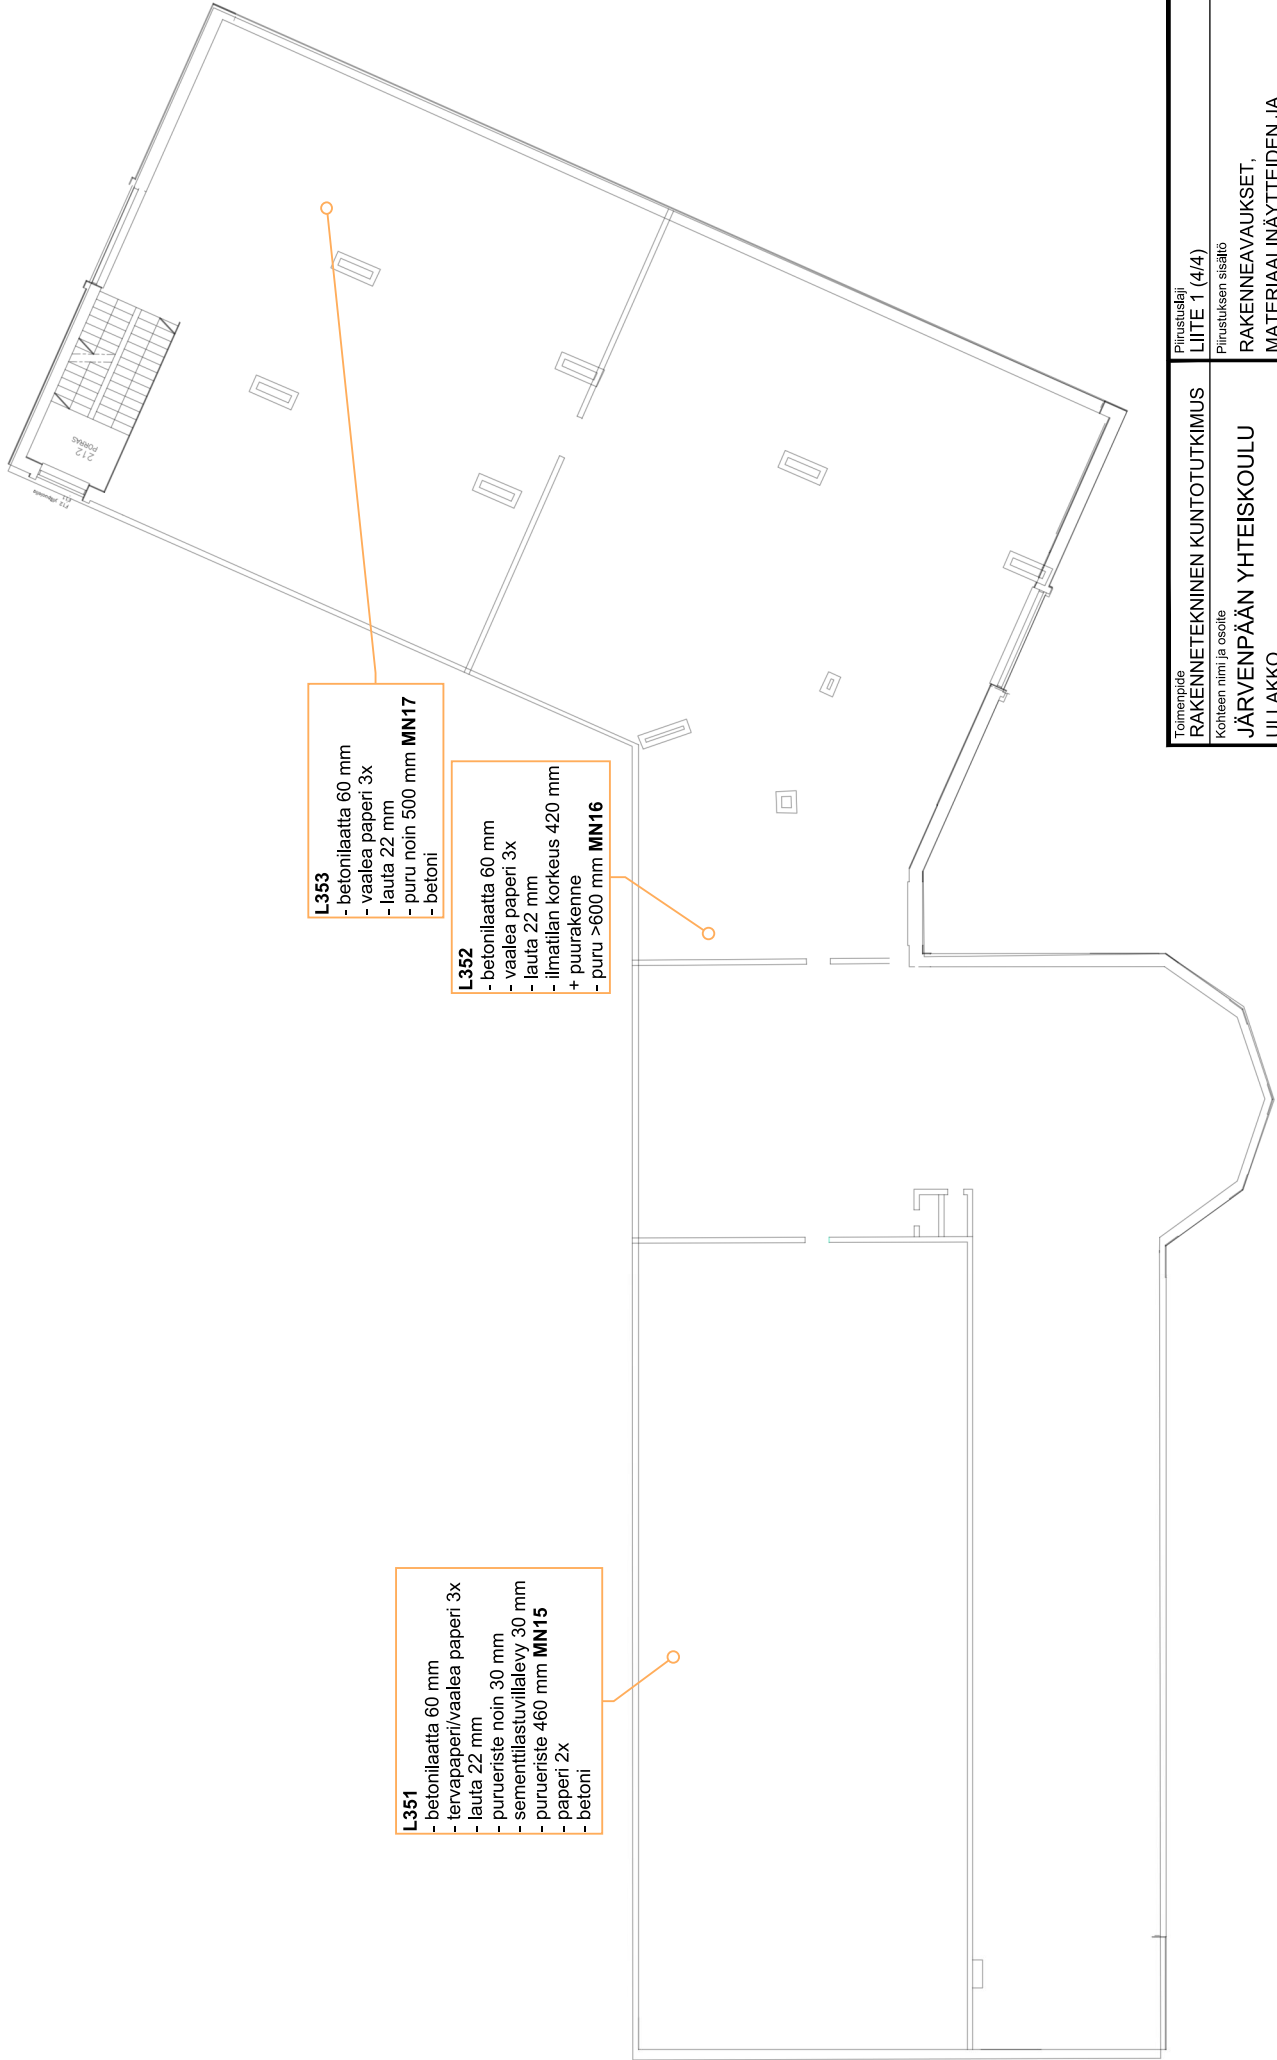 L351
- betonilaatta 60 mm
- tervapaperi/vaalea paperi 3x
- lauta 22 mm
- purueriste noin 30 mm
- sementtilastuvillalevy 30 mm
- purueriste 460 mm MN15
- paperi 2x
- betoni
L352
- betonilaatta 60 mm
- vaalea paperi 3x
- lauta 22 mm
- ilmatilan korkeus 420 mm
+ puurakenne
- puru >600 mm MN16
L353
- betonilaatta 60 mm
- vaalea paperi 3x
- lauta 22 mm
- puru noin 500 mm MN17
- betoni
212
PORRAS
Toimenpide
RAKENNETEKNINEN KUNTOTUTKIMUS
Kohteen nimi ja osoite
JÄRVENPÄÄN YHTEISKOULU
ULLAKKO
Piirustuslaji
LIITE 1 (4/4)
Piirustuksen sisältö
RAKENNEAVAUKSET,
MATERIAALINÄYTTEIDEN JA